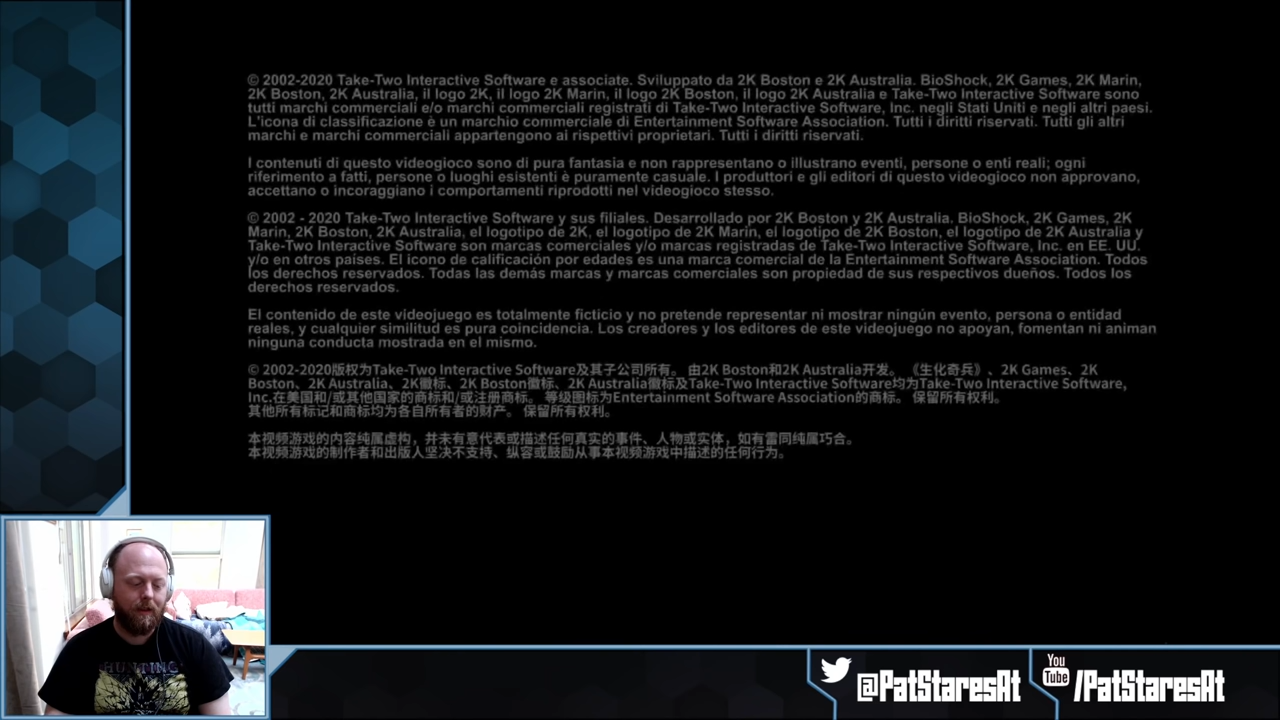 © 2002-2020 Take-Two Interactive Software e associate. Sviluppato da 2K Boston e 2K Australia. BioShock, 2K Games, 2K Marin,
2K Boston, 2K Australia, il logo 2K, il logo 2K Marin, il logo 2K Boston, il logo 2K Australia e Take-Two Interactive Software sono
tutti marchi commerciali e/o marchi commerciali registrati di Take-Two Interactive Software, Inc. negli Stati Uniti e negli altri paesi.
L'icona di classificazione è un marchio commerciale di Entertainment Software Association. Tutti i diritti riservati. Tutti gli altri
marchi e marchi commerciali appartengono ai rispettivi proprietari. Tutti i diritti riservati.
I contenuti di questo videogioco sono di pura fantasia e non rappresentano o illustrano eventi, persone o enti reali; ogni
riferimento a fatti, persone o luoghi esistenti è puramente casuale. I produttori e gli editori di questo videogioco non approvano,
accettano o incoraggiano i comportamenti riprodotti nel videogioco stesso.
© 2002 - 2020 Take-Two Interactive Software y sus filiales. Desarrollado por 2K Boston y 2K Australia. BioShock, 2K Games, 2K
Marin, 2K Boston, 2K Australia, el logotipo de 2K, el logotipo de 2K Marin, el logotipo de 2K Boston, el logotipo de 2K Australia y
Take-Two Interactive Software son marcas comerciales y/o marcas registradas de Take-Two Interactive Software, Inc. en EE. UU.
y/o en otros países. El icono de calificación por edades es una marca comercial de la Entertainment Software Association. Todos
los derechos reservados. Todas las demás marcas y marcas comerciales son propiedad de sus respectivos dueños. Todos los
derechos reservados.
El contenido de este videojuego es totalmente ficticio y no pretende representar ni mostrar ningún evento, persona o entidad
reales, y cualquier similitud es pura coincidencia. Los creadores y los editores de este videojuego no apoyan, fomentan ni animan
ninguna conducta mostrada en el mismo.
© 2002-2020版权为Take-Two Interactive Software及其子公司所有。 由2K Boston和2K Australia开发。 《生化奇兵》、2K Games、2K
Boston、2K Australia、2K徽标、2K Boston徽标、2K Australia徽标及Take-Two Interactive Software均为Take-Two Interactive Software,
Inc.在美国和/或其他国家的商标和/或注册商标。 等级图标为Entertainment Software Association的商标。 保留所有权利。
其他所有标记和商标均为各自所有者的财产。 保留所有权利。
本视频游戏的内容纯属虚构，并未有意代表或描述任何真实的事件、人物或实体，如有雷同纯属巧合。
本视频游戏的制作者和出版人坚决不支持、纵容或鼓励从事本视频游戏中描述的任何行为。
HUNTING
@PatStaresAt
You
Tube
/PatStaresAt